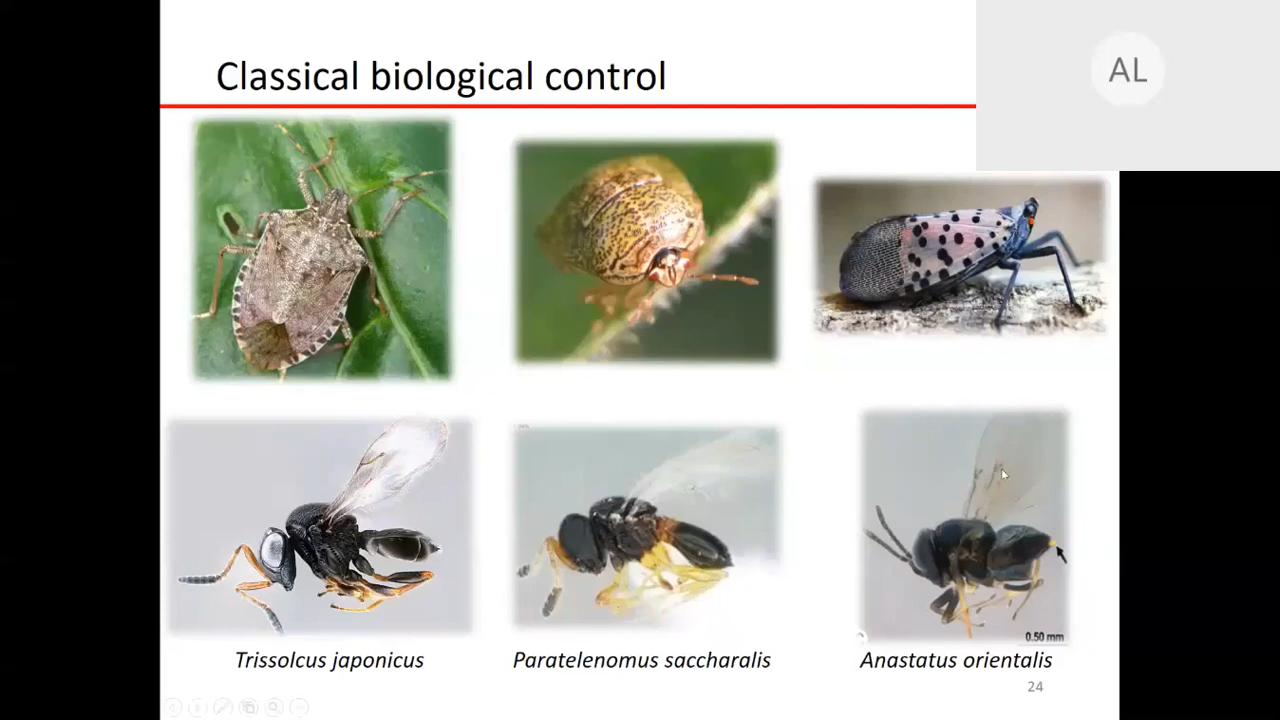 Classical biological control
AL
0.50 mm
Trissolcus japonicus
Paratelenomus saccharalis
Anastatus orientalis
24